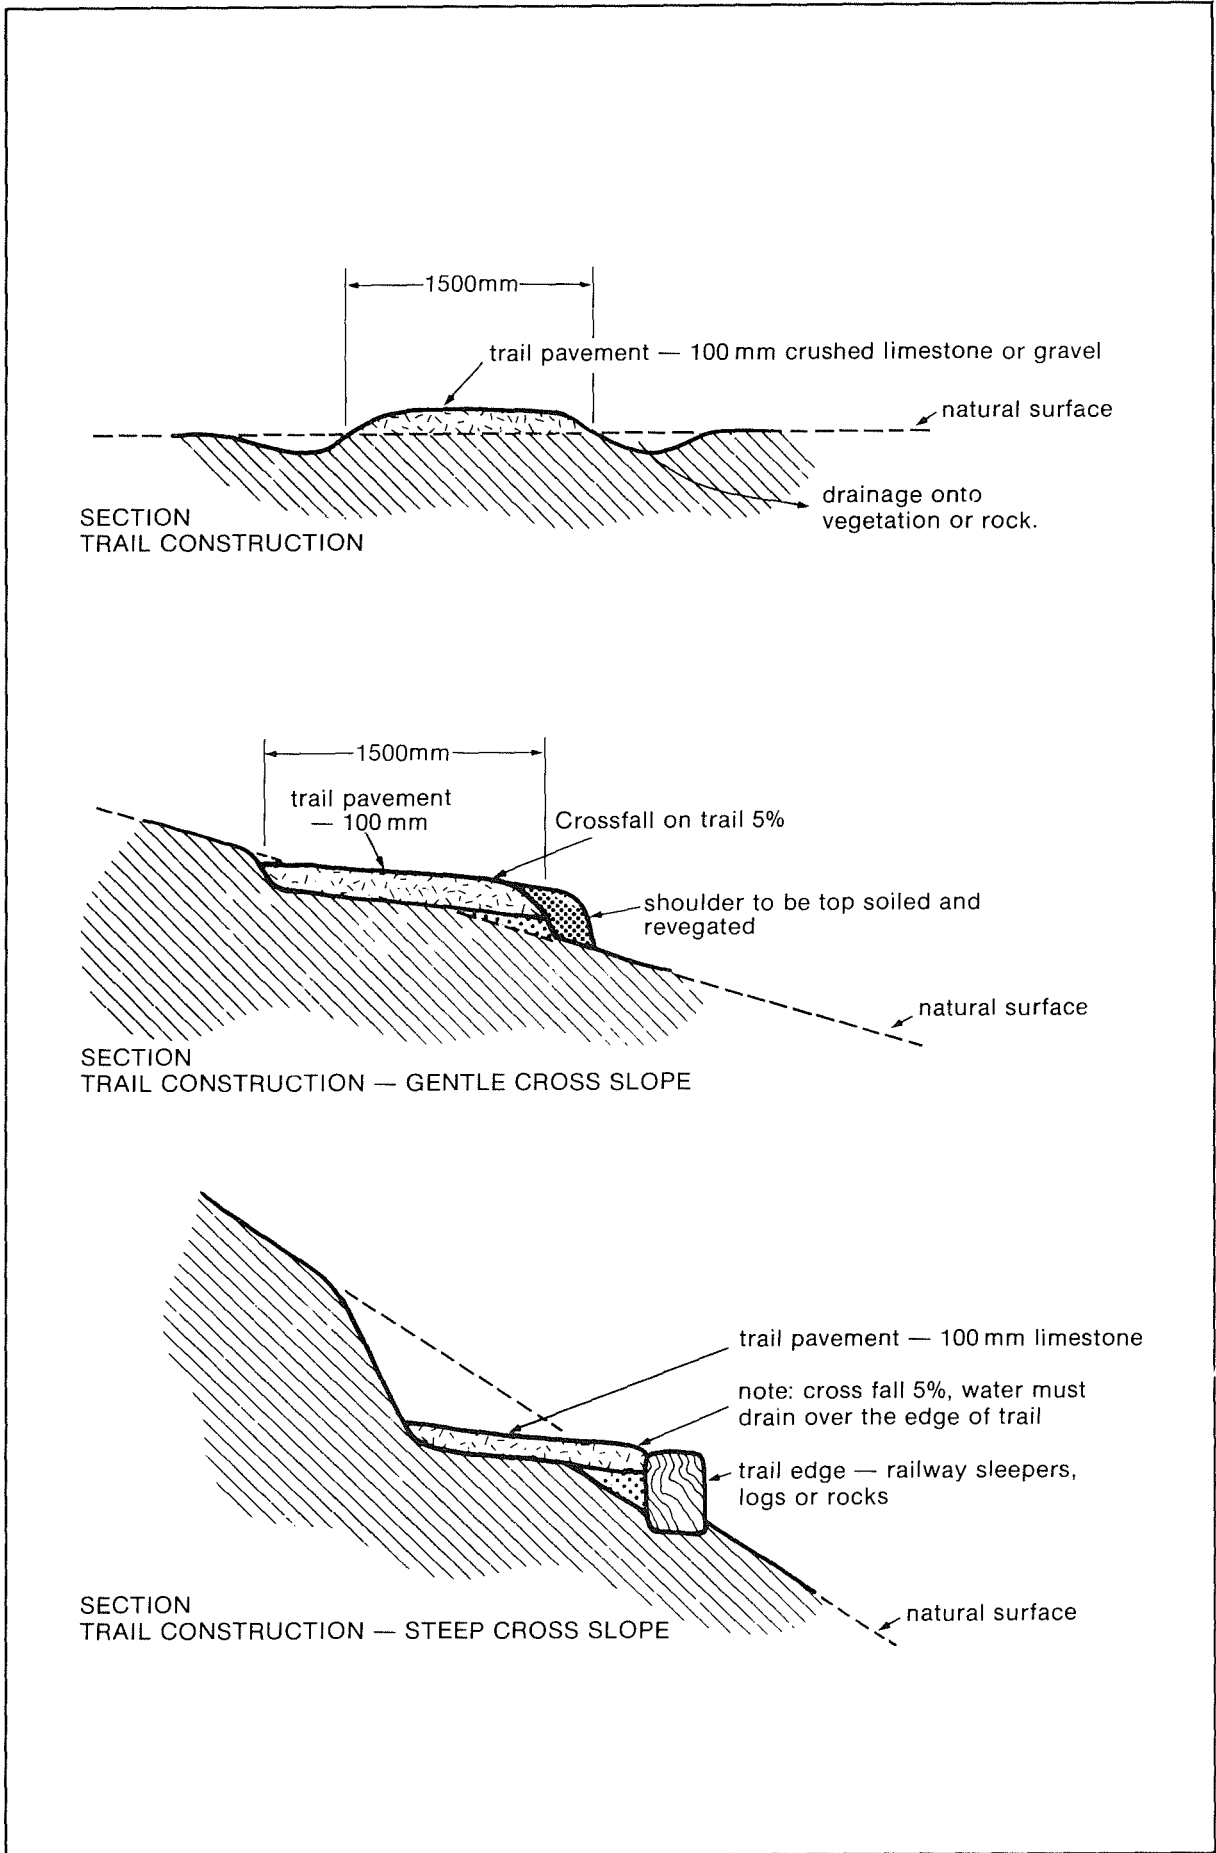 1500mm
trail pavement — 100 mm crushed limestone or gravel
natural surface
drainage onto
vegetation or rock.
SECTION
TRAIL CONSTRUCTION
1500mm
trail pavement
— 100 mm
Crossfall on trail 5%
shoulder to be top soiled and
revegated
natural surface
SECTION
TRAIL CONSTRUCTION — GENTLE CROSS SLOPE
trail pavement — 100 mm limestone
note: cross fall 5%, water must
drain over the edge of trail
trail edge — railway sleepers,
logs or rocks
natural surface
SECTION
TRAIL CONSTRUCTION — STEEP CROSS SLOPE